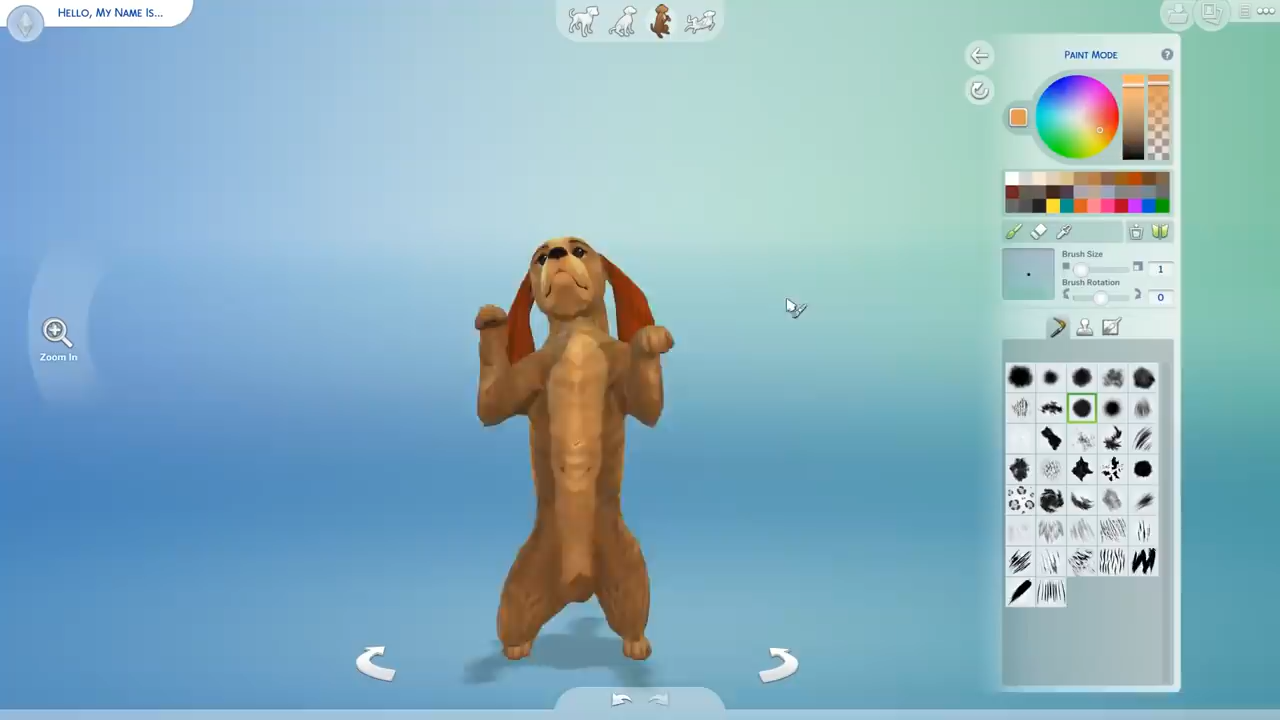 Hello, My Name Is...
Paint Mode
?
Brush Size
1
Brush Rotation
0
Zoom In